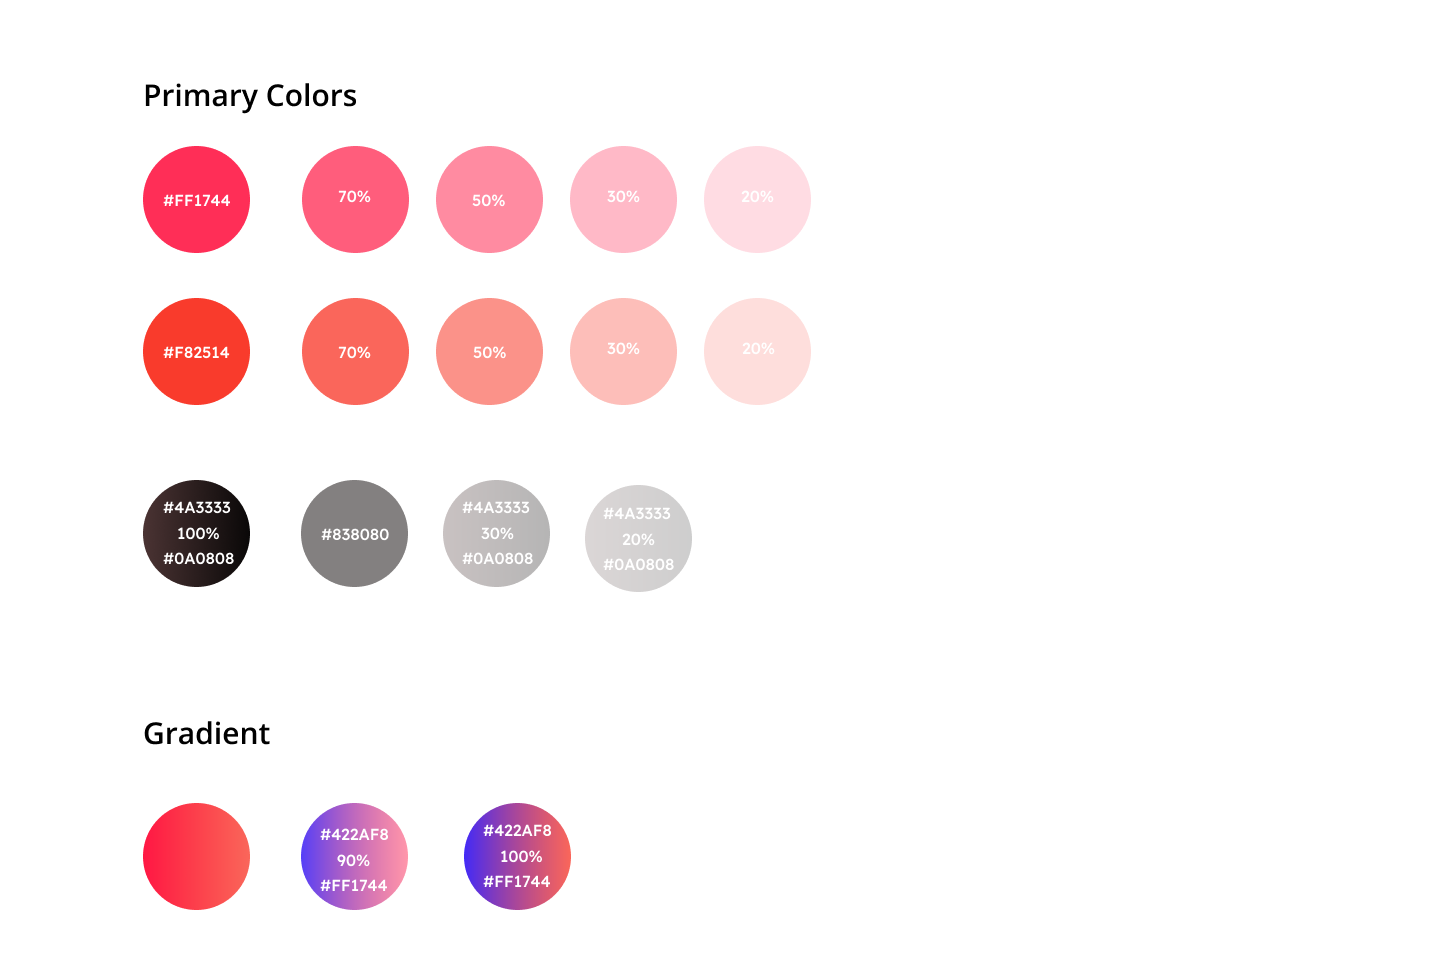 Primary Colors
#FF1744
70%
50%
30%
20%
#F82514
70%
50%
30%
20%
#4A3333
100%
#0A0808
#838080
#4A3333
30%
#0A0808
#4A3333
20%
#0A0808
Gradient
#422AF8
90%
#FF1744
#422AF8
100%
#FF1744